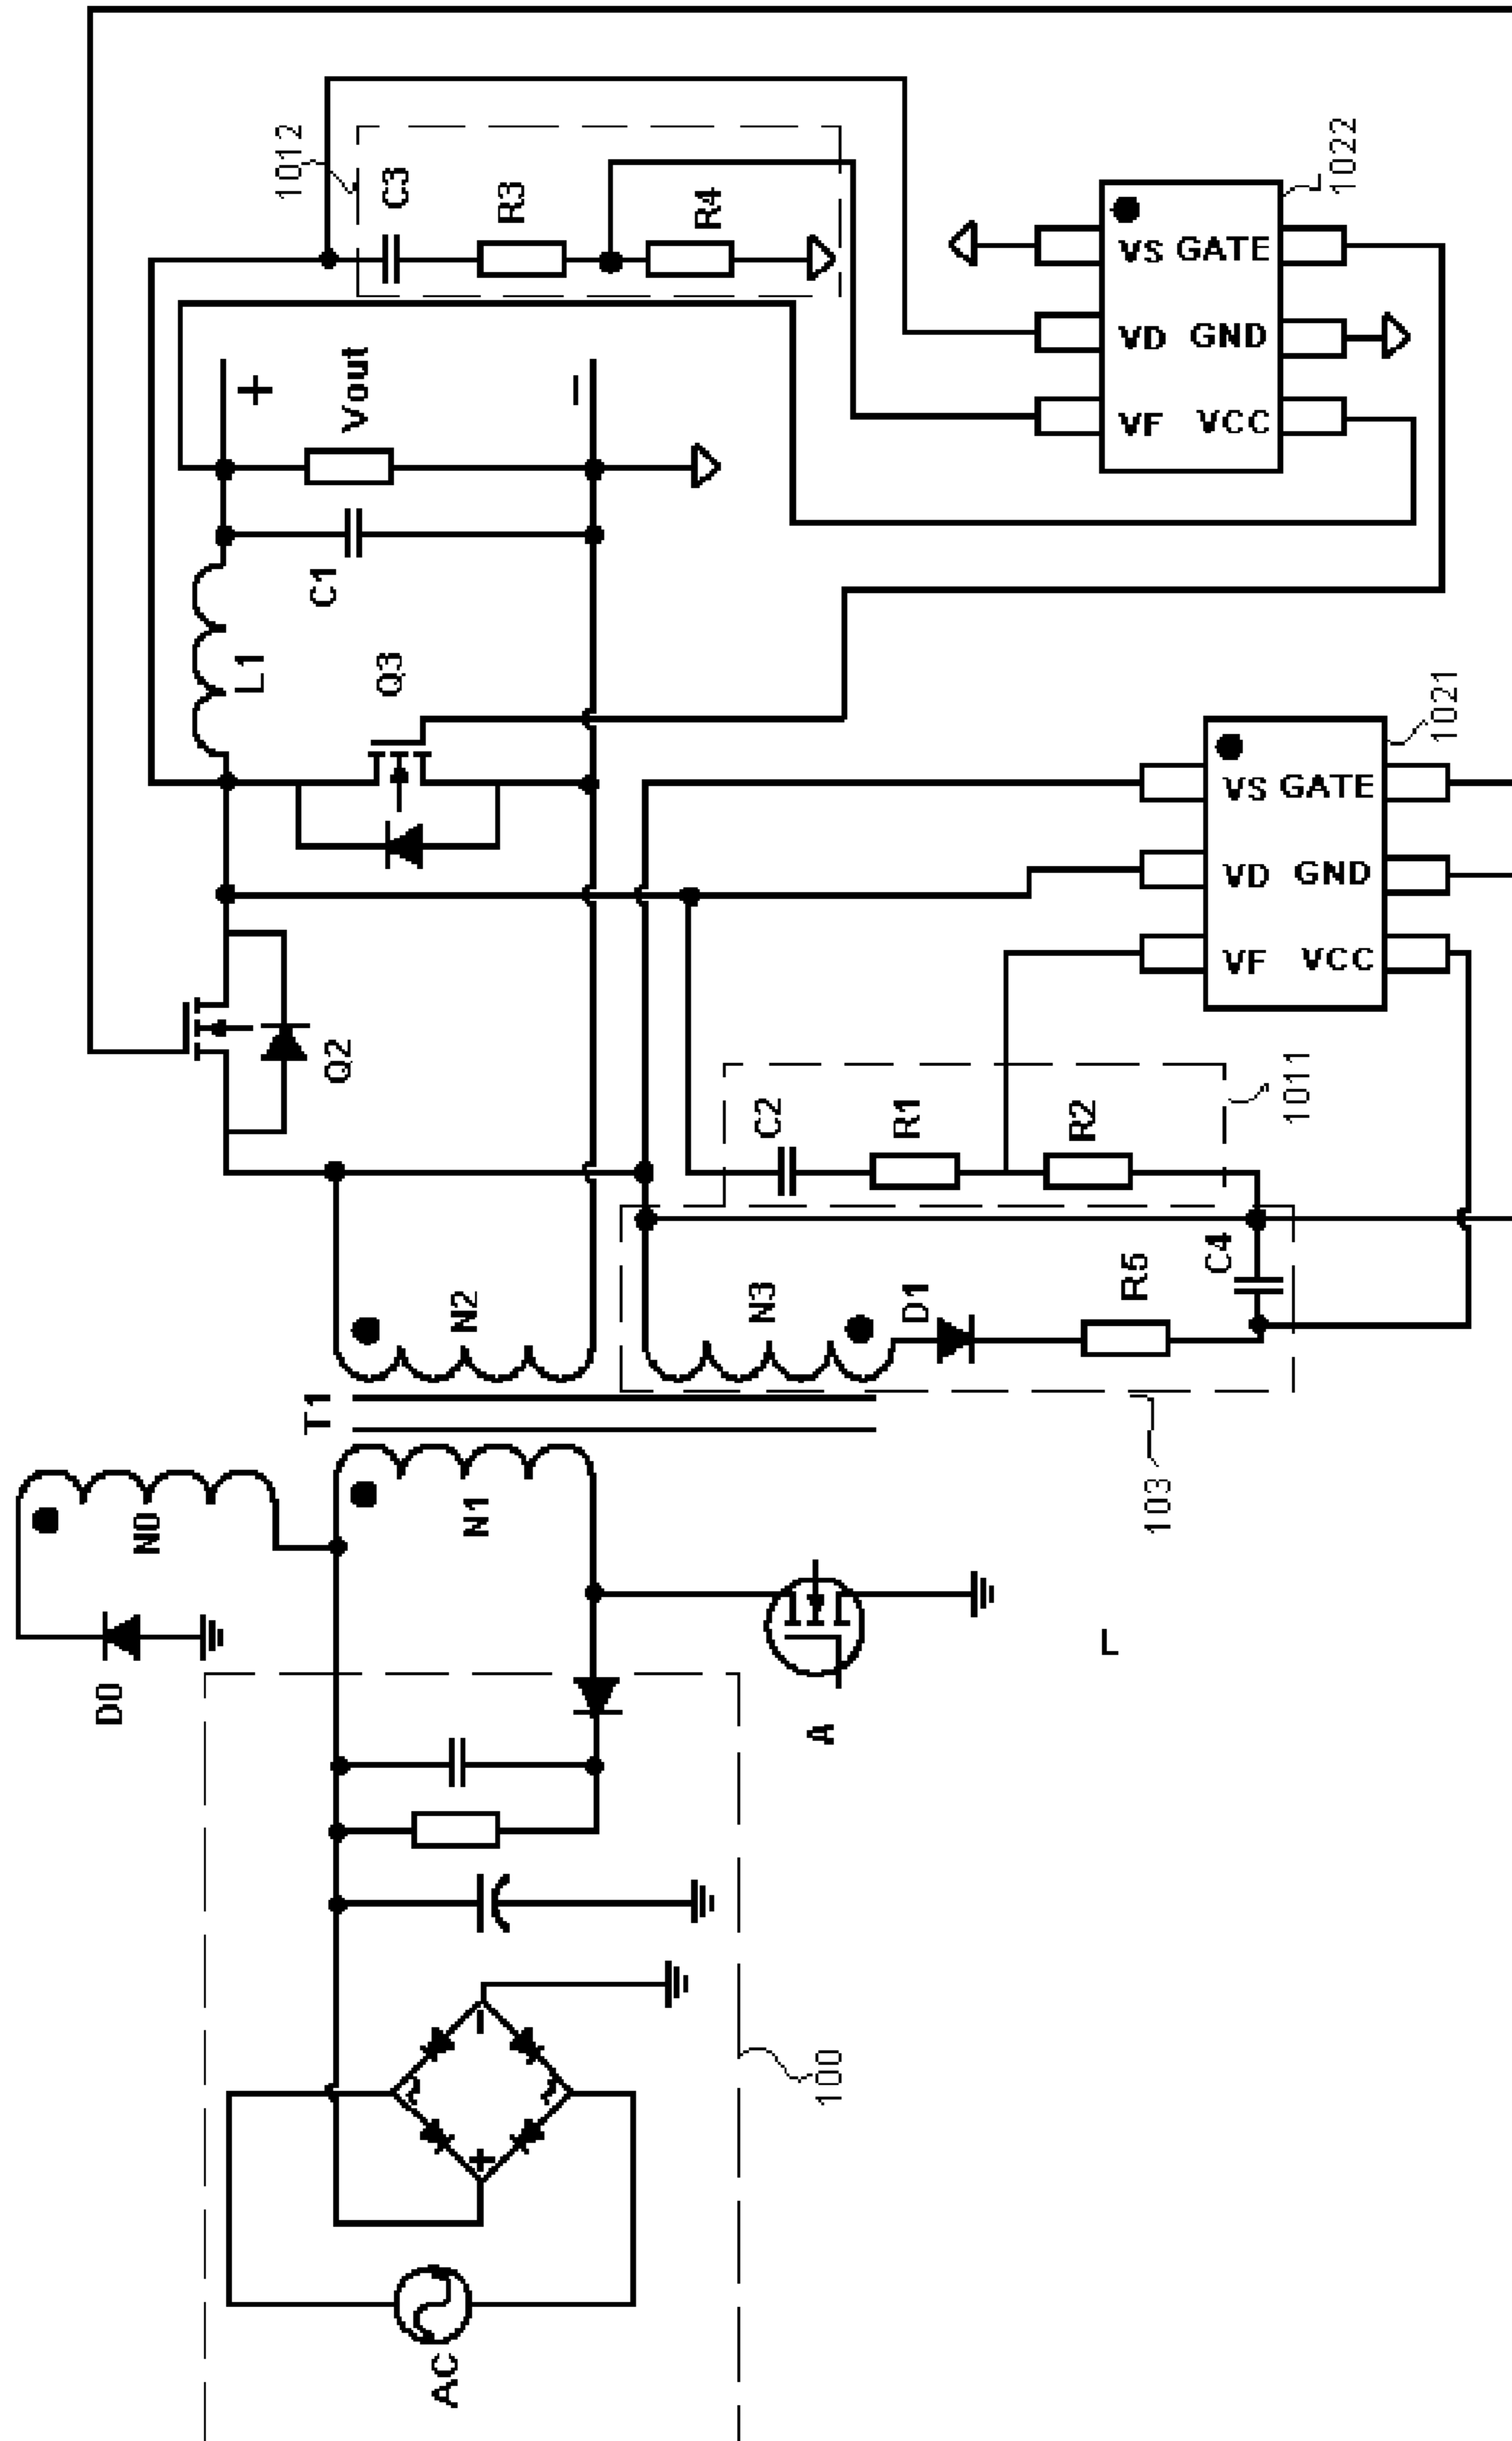 1012
C3
R3
R4
+
Vout
−
C1
L1
Q3
Q2
VS GATE
VD GND
VF VCC
1022
VS GATE
VD GND
VF VCC
1021
C2
R1
R2
1011
N2
N3
D1
R5
C4
T1
103
N0
N1
D0
A
L
+
−
~
~
100
AC